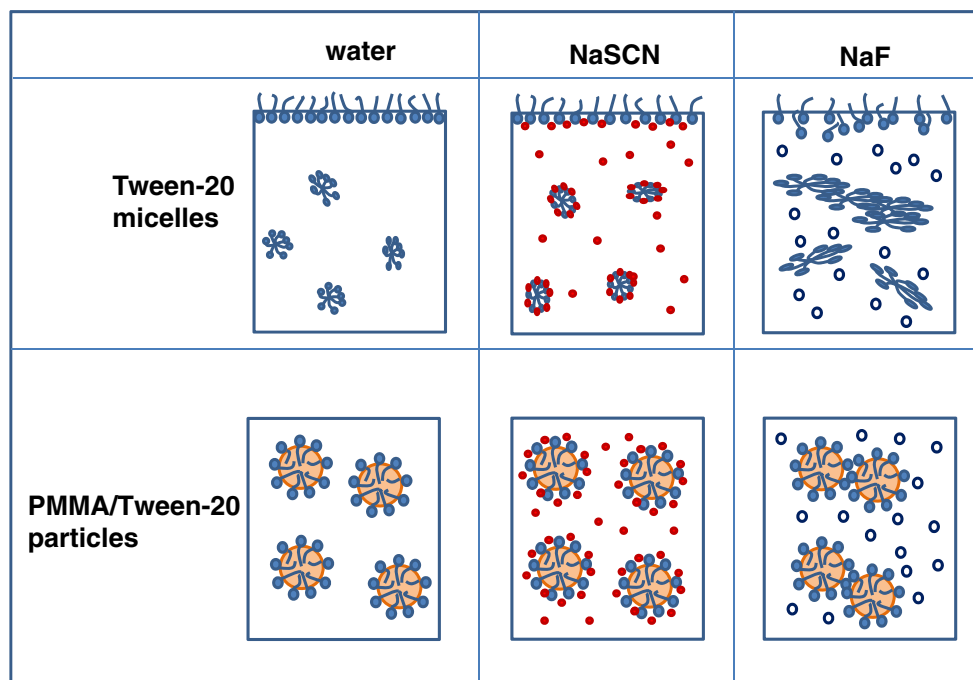 water
NaSCN
NaF
Tween-20
micelles
PMMA/Tween-20
particles